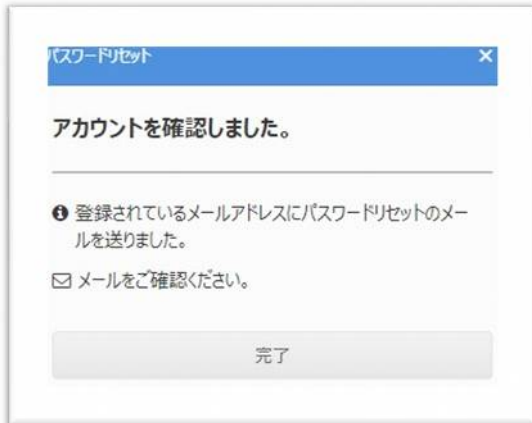 パスワードリセット ×
アカウントを確認しました。
登録されているメールアドレスにパスワードリセットのメー
ルを送りました。
メールをご確認ください。
完了